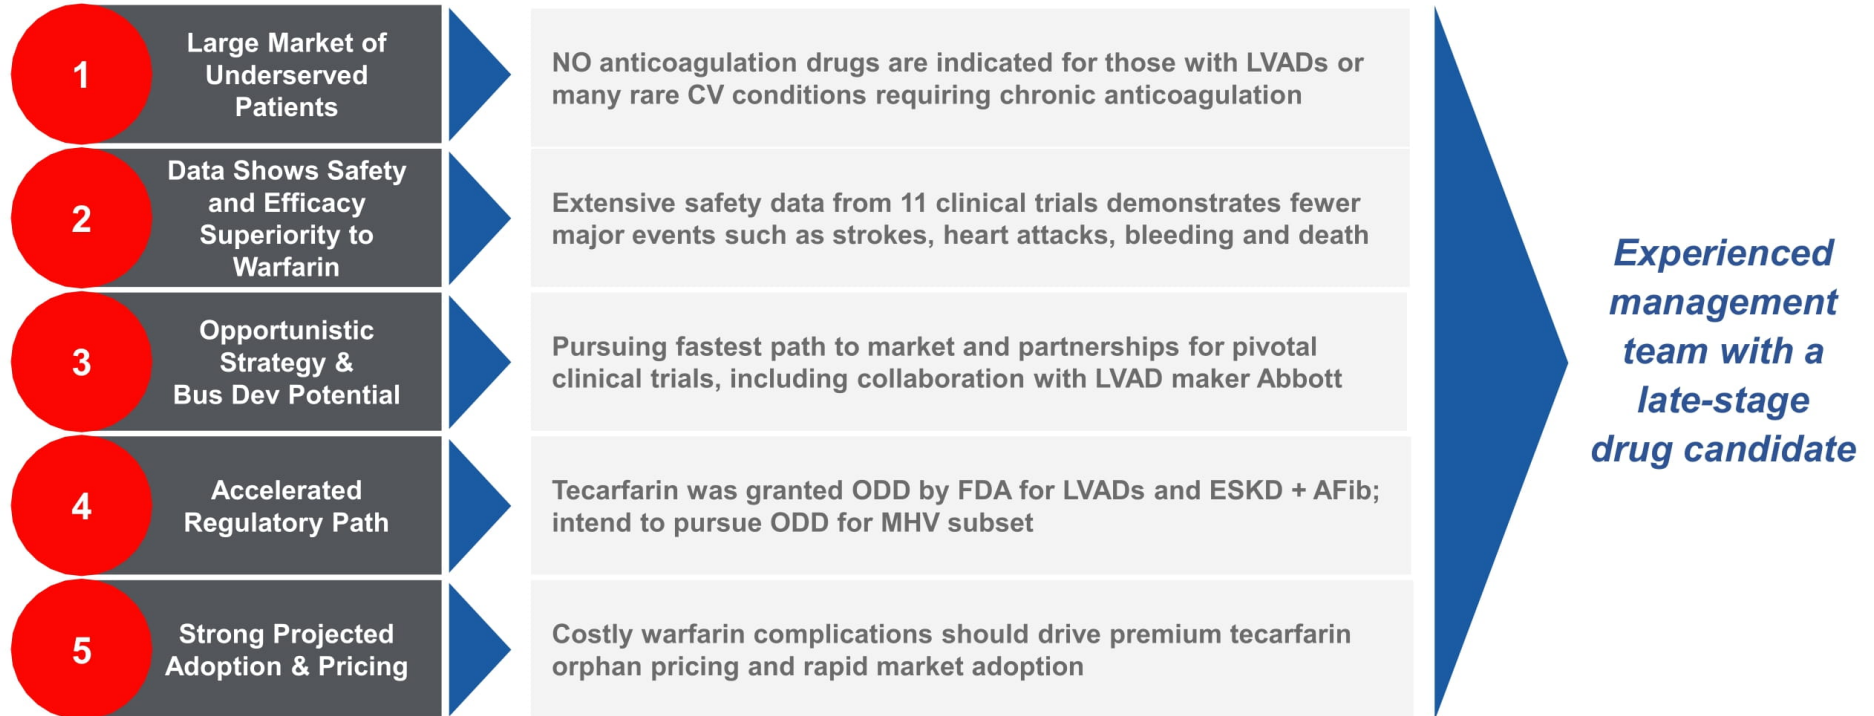 1
Large Market of
Underserved
Patients
NO anticoagulation drugs are indicated for those with LVADs or
many rare CV conditions requiring chronic anticoagulation
2
Data Shows Safety
and Efficacy
Superiority to
Warfarin
Extensive safety data from 11 clinical trials demonstrates fewer
major events such as strokes, heart attacks, bleeding and death
3
Opportunistic
Strategy &
Bus Dev Potential
Pursuing fastest path to market and partnerships for pivotal
clinical trials, including collaboration with LVAD maker Abbott
4
Accelerated
Regulatory Path
Tecarfarin was granted ODD by FDA for LVADs and ESKD + AFib;
intend to pursue ODD for MHV subset
5
Strong Projected
Adoption & Pricing
Costly warfarin complications should drive premium tecarfarin
orphan pricing and rapid market adoption
Experienced
management
team with a
late-stage
drug candidate